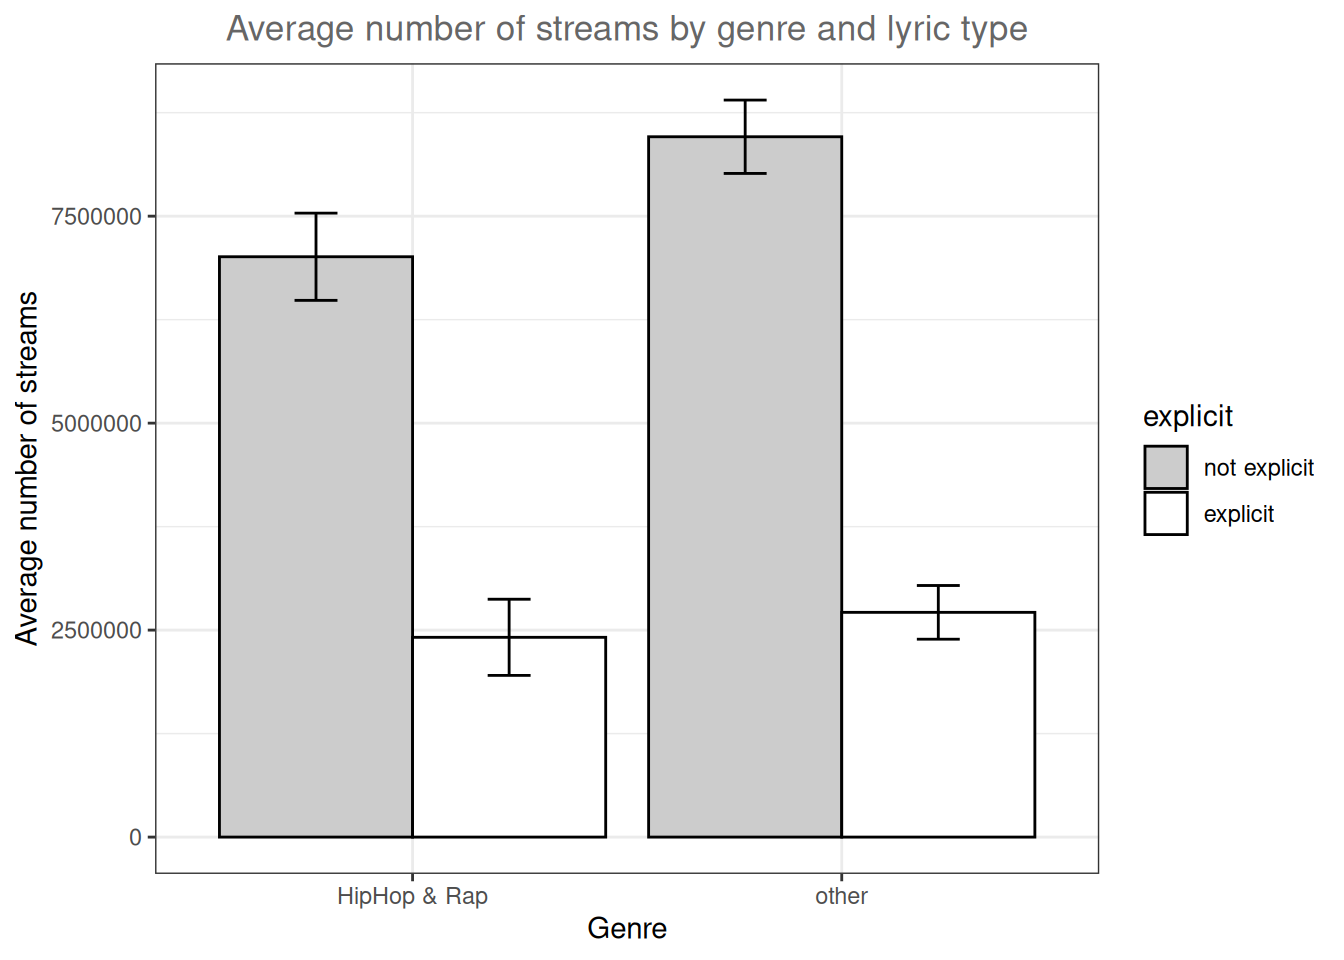 Average number of streams by genre and lyric type
Average number of streams
7500000
5000000
2500000
0
HipHop & Rap
other
Genre
explicit
not explicit
explicit